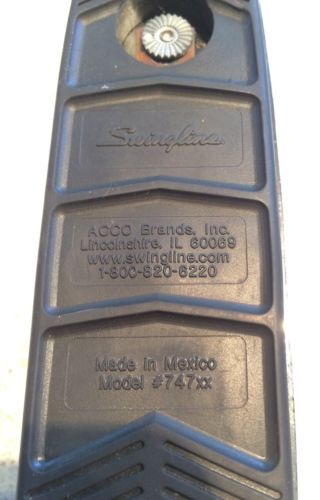 Swingline
ACCO Brands, Inc.
Lincolnshire, IL 60069
www.swingline.com
1-800-820-6220
Made in Mexico
Model #747xx